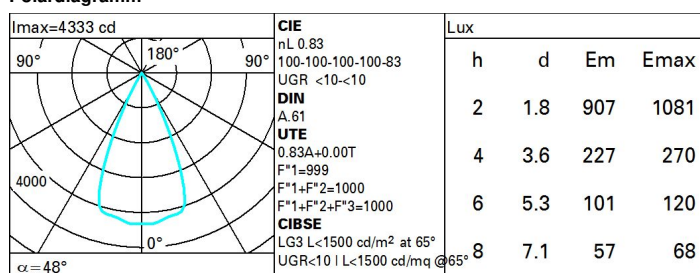 Imax=4333 cd
90° 180° 90°
4000
0°
α=48°
CIE
nL 0.83
100-100-100-100-83
UGR <10-<10
DIN
A.61
UTE
0.83A+0.00T
F"1=999
F"1+F"2=1000
F"1+F"2+F"3=1000
CIBSE
LG3 L<1500 cd/m² at 65°
UGR<10 | L<1500 cd/mq @65°
Lux
h d Em Emax
2 1.8 907 1081
4 3.6 227 270
6 5.3 101 120
8 7.1 57 68